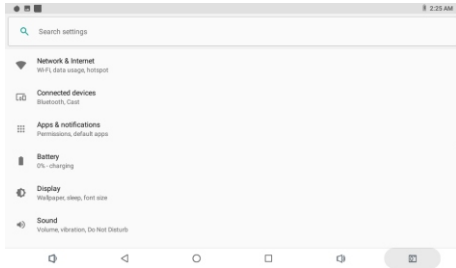 2:25 AM
Search settings
Network & Internet
Wi-Fi, data usage, hotspot
Connected devices
Bluetooth, Cast
Apps & notifications
Permissions, default apps
Battery
0% - charging
Display
Wallpaper, sleep, font size
Sound
Volume, vibration, Do Not Disturb